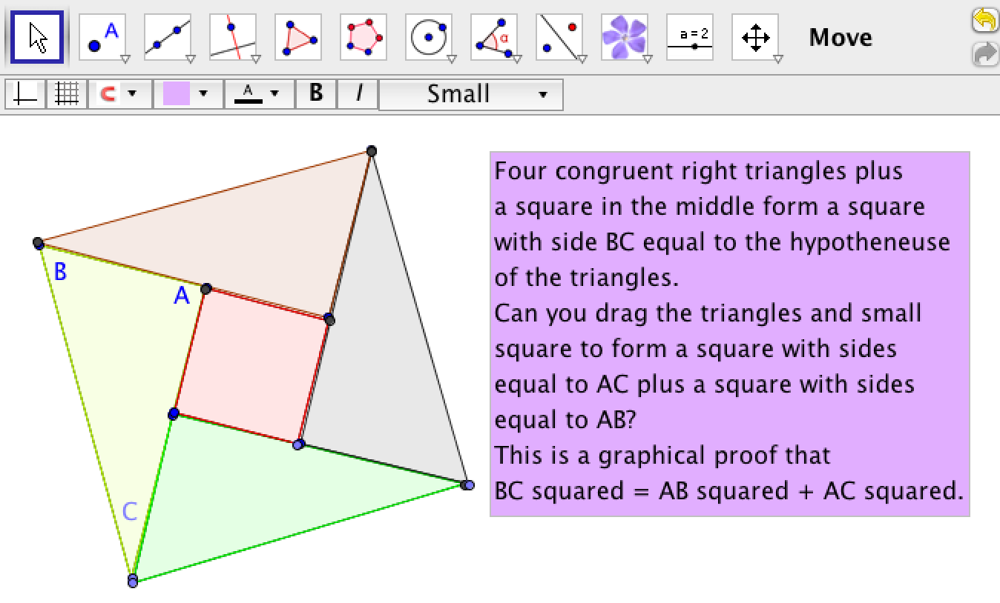 A
α
a = 2
Move
A
B
I
Small
Four congruent right triangles plus
a square in the middle form a square
with side BC equal to the hypotheneuse
of the triangles.
Can you drag the triangles and small
square to form a square with sides
equal to AC plus a square with sides
equal to AB?
This is a graphical proof that
BC squared = AB squared + AC squared.
B
A
C